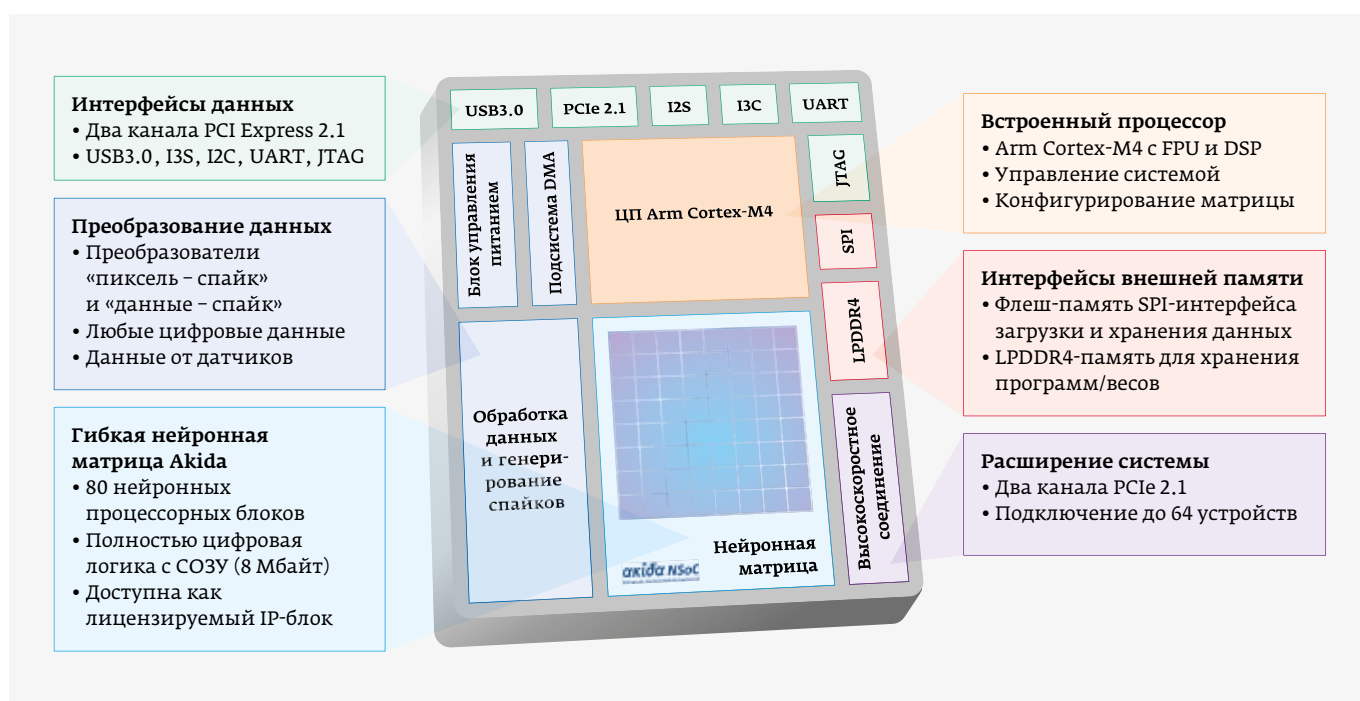 Интерфейсы данных
• Два канала PCI Express 2.1
• USB3.0, I3S, I2C, UART, JTAG
Преобразование данных
• Преобразователи
«пиксель – спайк»
и «данные – спайк»
• Любые цифровые данные
• Данные от датчиков
Гибкая нейронная
матрица Akida
• 80 нейронных
процессорных блоков
• Полностью цифровая
логика с СОЗУ (8 Мбайт)
• Доступна как
лицензируемый IP-блок
USB3.0
PCIe 2.1
I2S
I3C
UART
Блок управления
питанием
Подсистема DMA
ЦП Arm Cortex-M4
JTAG
SPI
LPDDR4
Обработка
данных
и генери-
рование
спайков
akida NSoC
Нейронная
матрица
Высокоскоростное
соединение
Встроенный процессор
• Arm Cortex-M4 с FPU и DSP
• Управление системой
• Конфигурирование матрицы
Интерфейсы внешней памяти
• Флеш-память SPI-интерфейса
загрузки и хранения данных
• LPDDR4-память для хранения
программ/весов
Расширение системы
• Два канала PCIe 2.1
• Подключение до 64 устройств